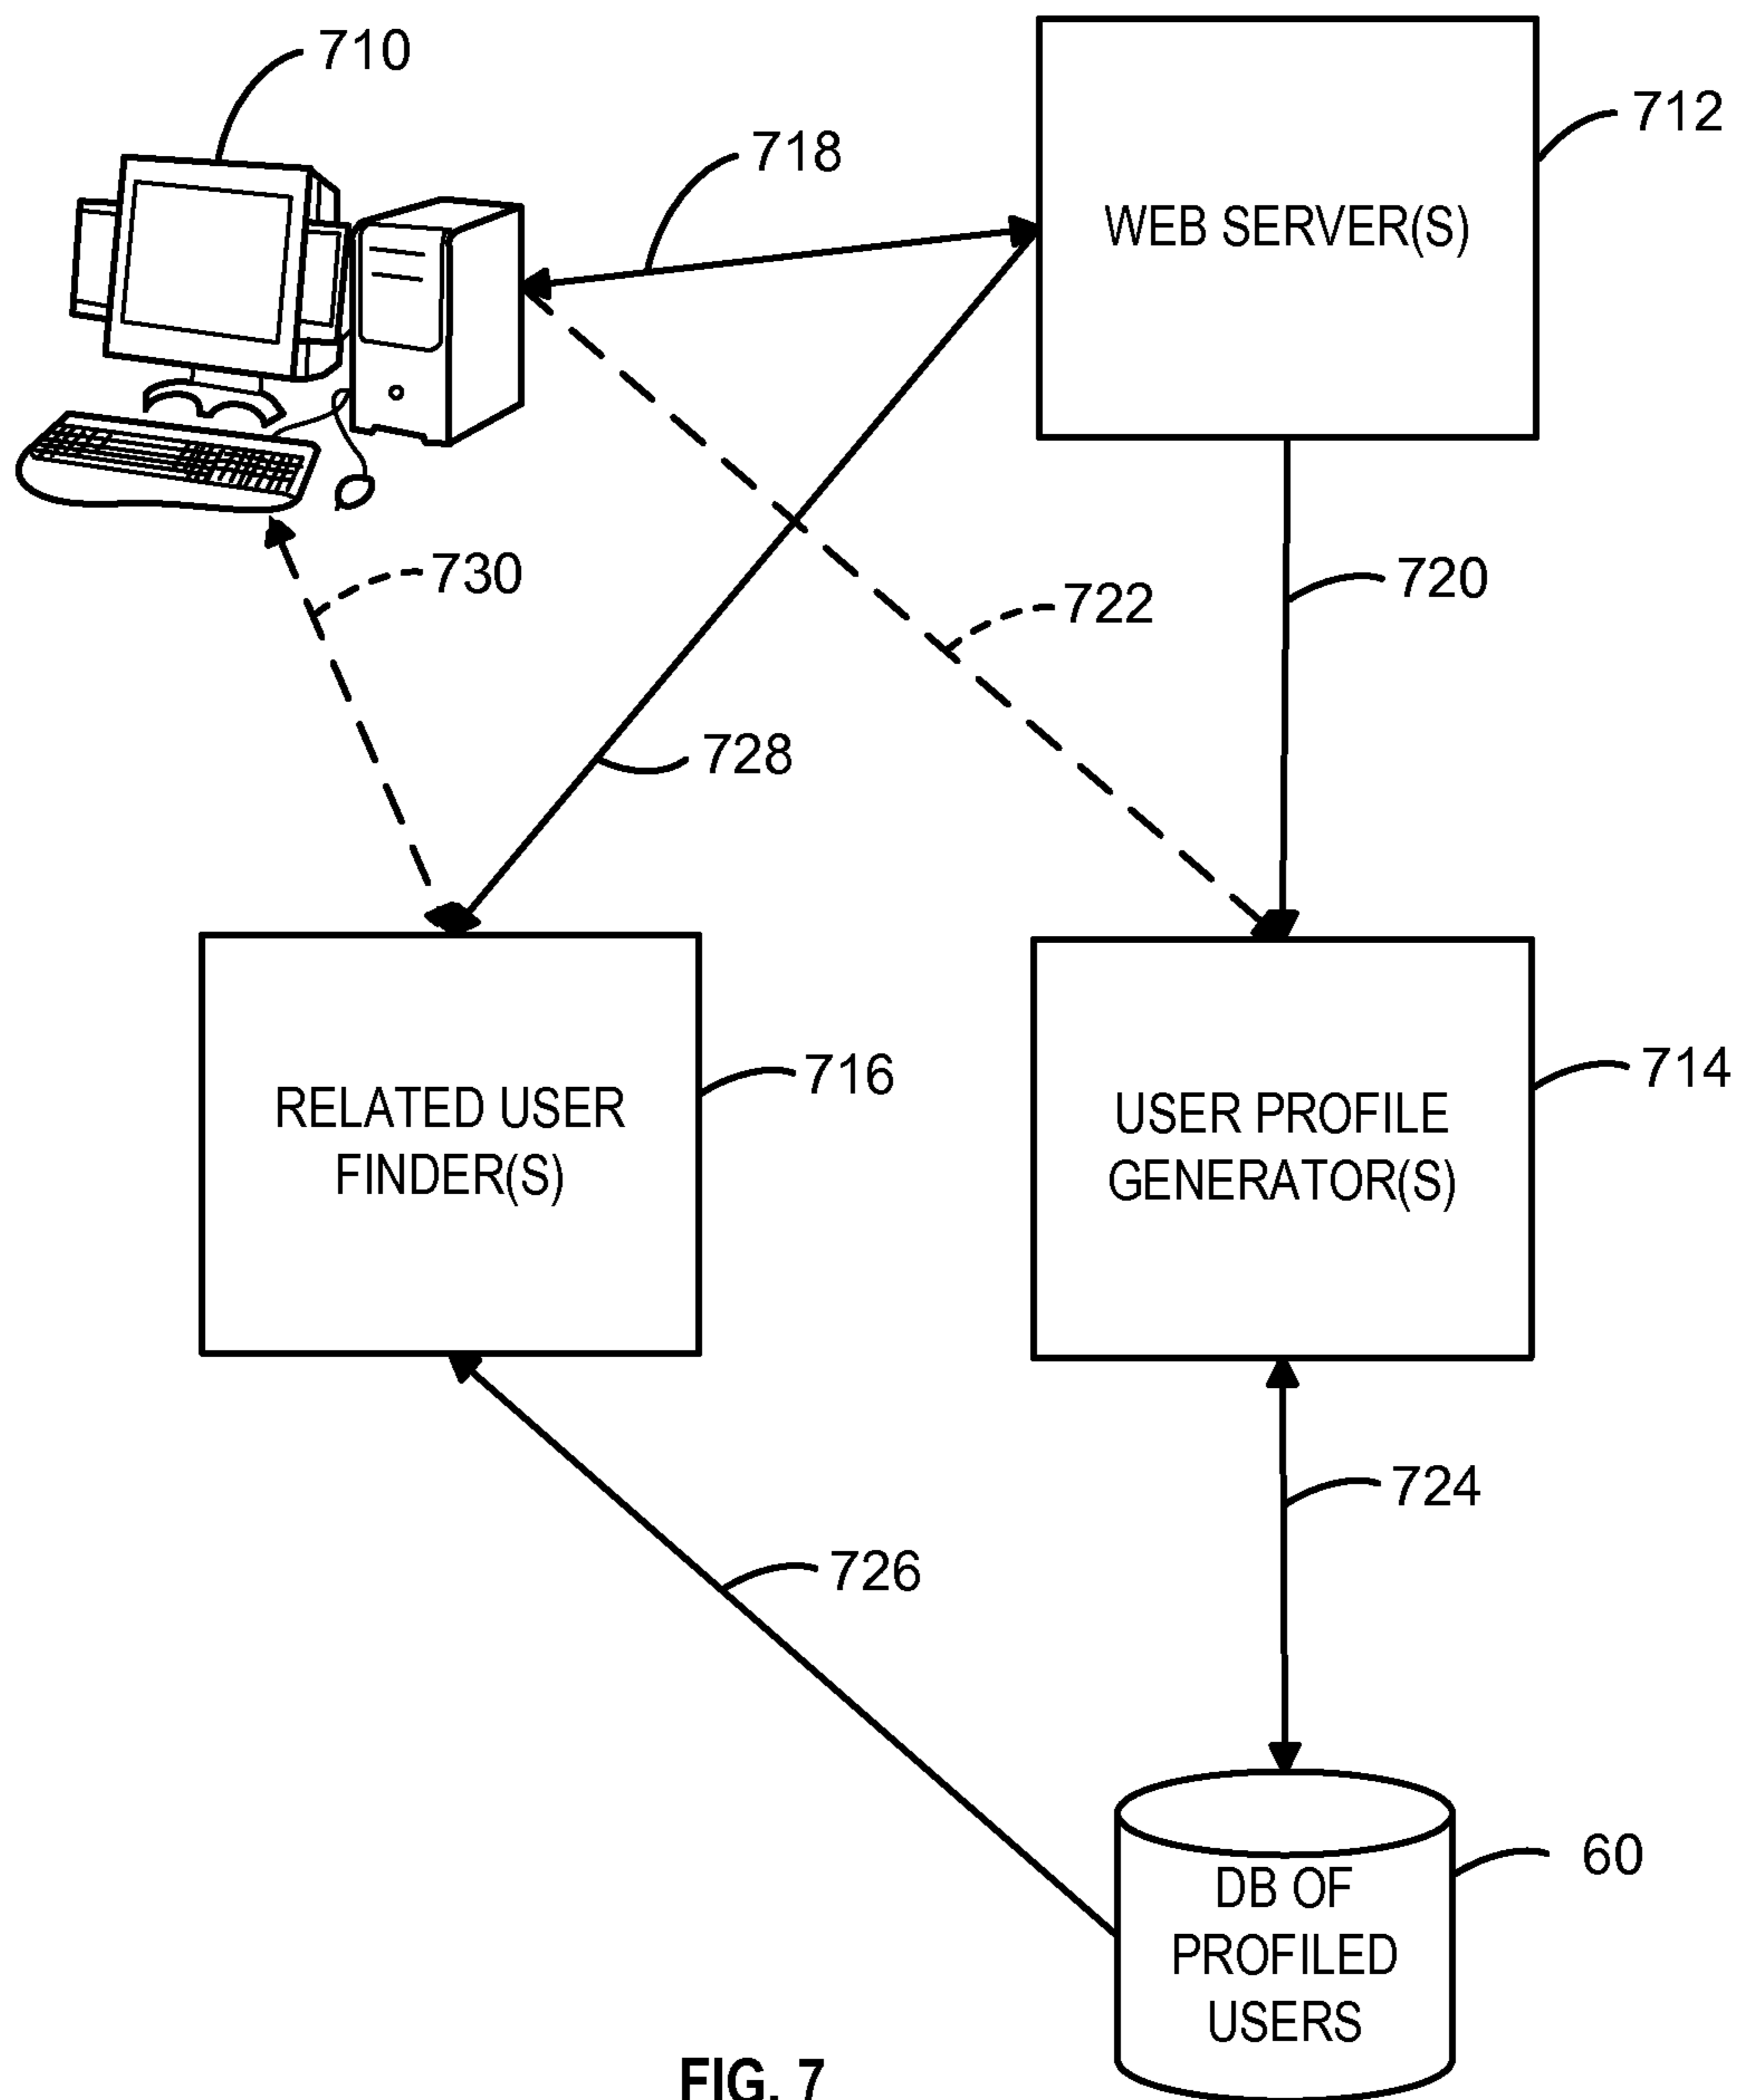 710
712
718
WEB SERVER(S)
730
722
720
728
716
714
RELATED USER
FINDER(S)
USER PROFILE
GENERATOR(S)
724
726
60
DB OF
PROFILED
USERS
FIG. 7